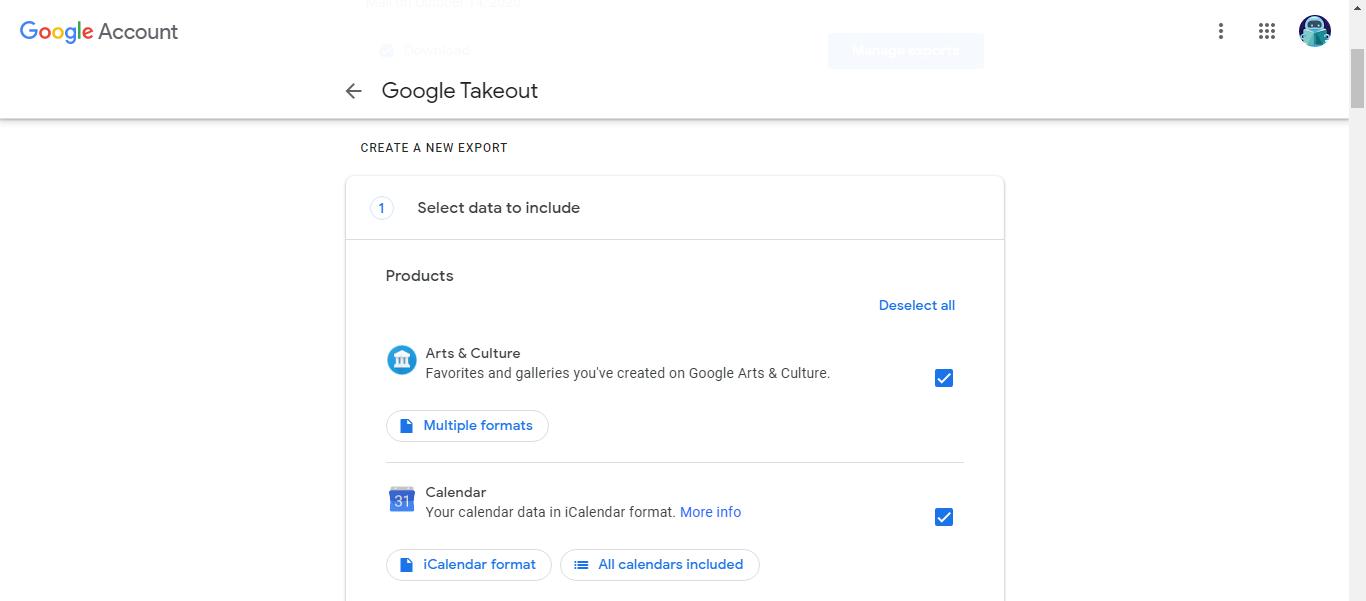 Mail on October 14, 2020
Google Account
Download
Manage exports
Google Takeout
CREATE A NEW EXPORT
1
Select data to include
Products
Deselect all
Arts & Culture
Favorites and galleries you've created on Google Arts & Culture.
Multiple formats
31
Calendar
Your calendar data in iCalendar format. More info
iCalendar format
All calendars included